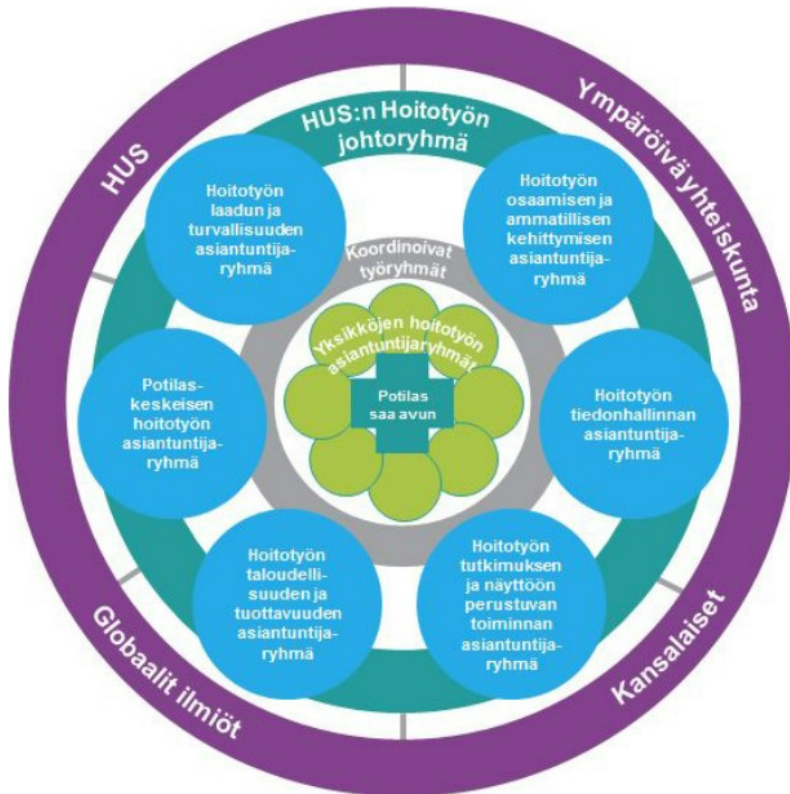 HUS
Ympäröivä yhteiskunta
HUS:n Hoitotyön
johtoryhmä
Hoitotyön
laadun ja
turvallisuuden
asiantuntija-
ryhmä
Hoitotyön
osaamisen ja
ammatillisen
kehittymisen
asiantuntija-
ryhmä
Koordinoivat
työryhmät
Yksikköjen hoitotyön
asiantuntijaryhmät
Potilas
saa avun
Potilas-
keskeisen
hoitotyön
asiantuntija-
ryhmä
Hoitotyön
tiedonhallinnan
asiantuntija-
ryhmä
Hoitotyön
taloudelli-
suuden ja
tuottavuuden
asiantuntija-
ryhmä
Hoitotyön
tutkimuksen
ja näyttöön
perustuvan
toiminnan
asiantuntija-
ryhmä
Globaalit ilmiöt
Kansalaiset